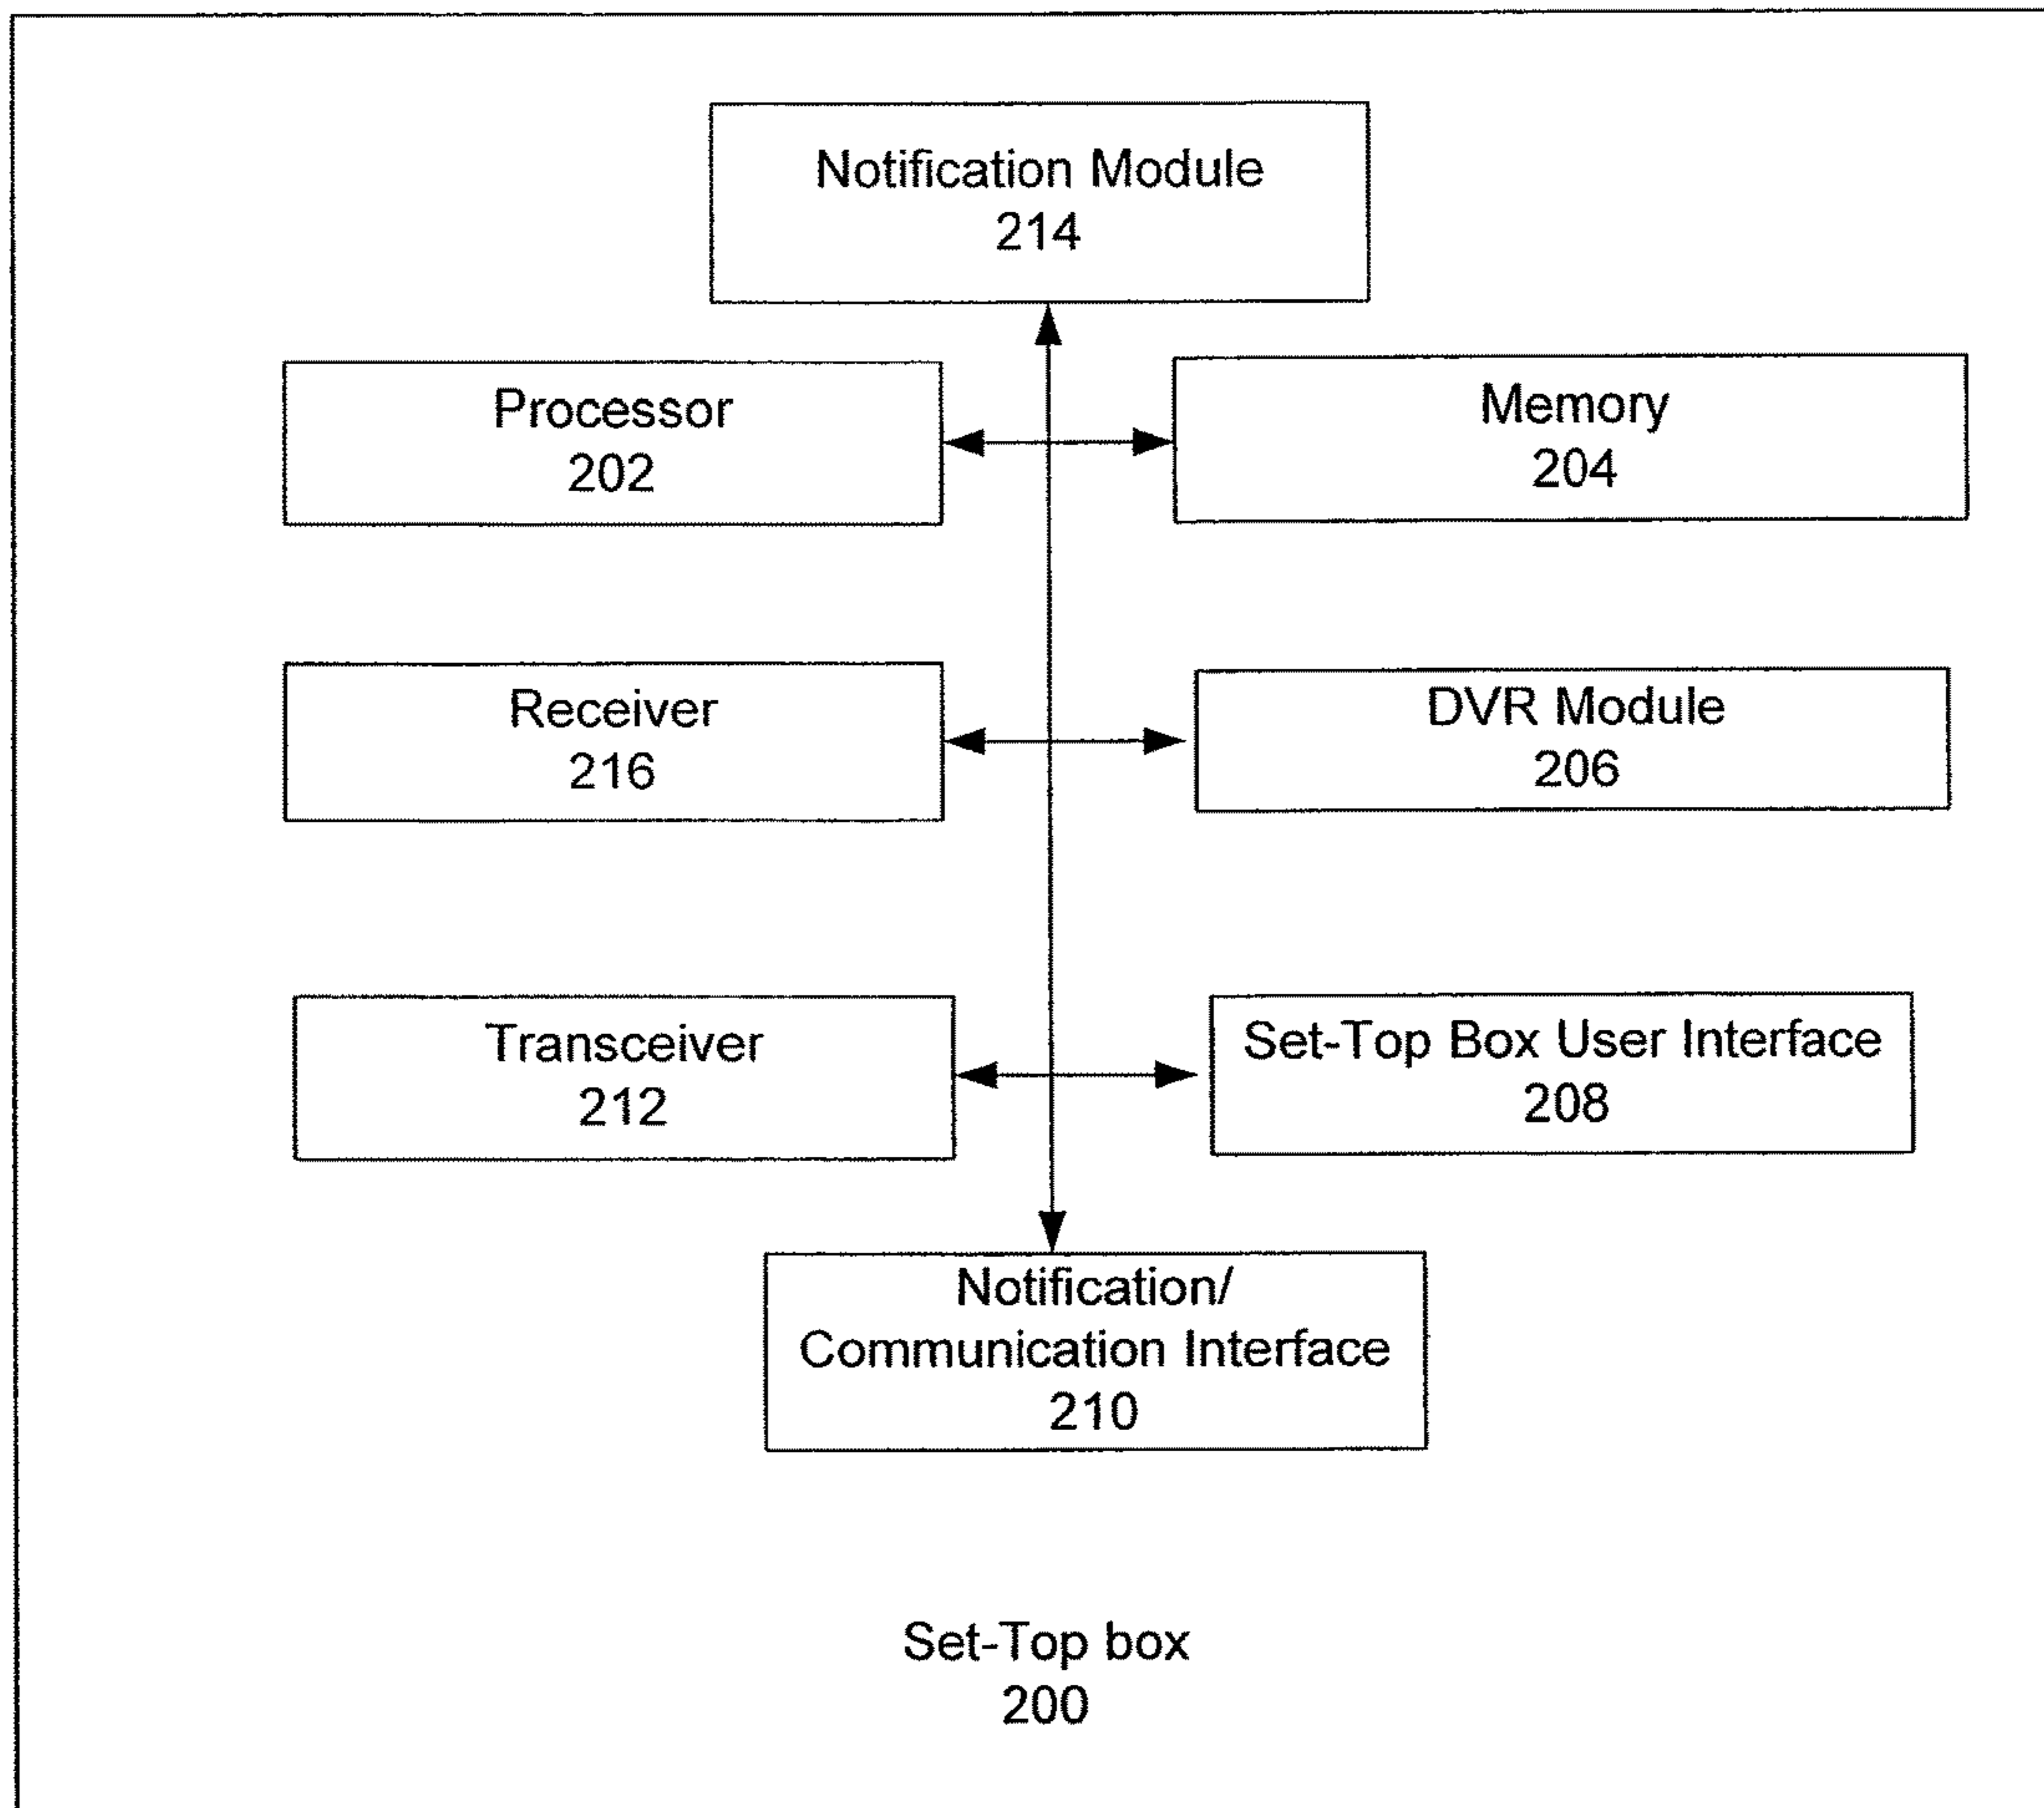 Notification Module
214
Processor
202
Memory
204
Receiver
216
DVR Module
206
Transceiver
212
Set-Top Box User Interface
208
Notification/
Communication Interface
210
Set-Top box
200